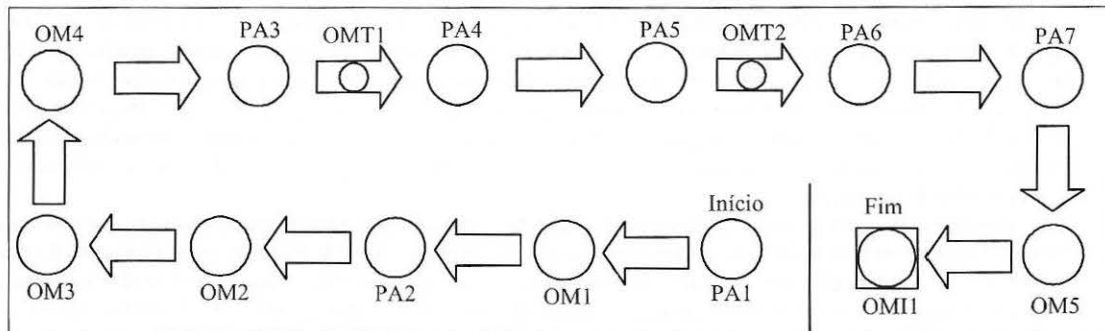 OM4
PA3
OMT1
PA4
PA5
OMT2
PA6
PA7
Início
Fim
OM3
OM2
PA2
OM1
PA1
OMI1
OM5